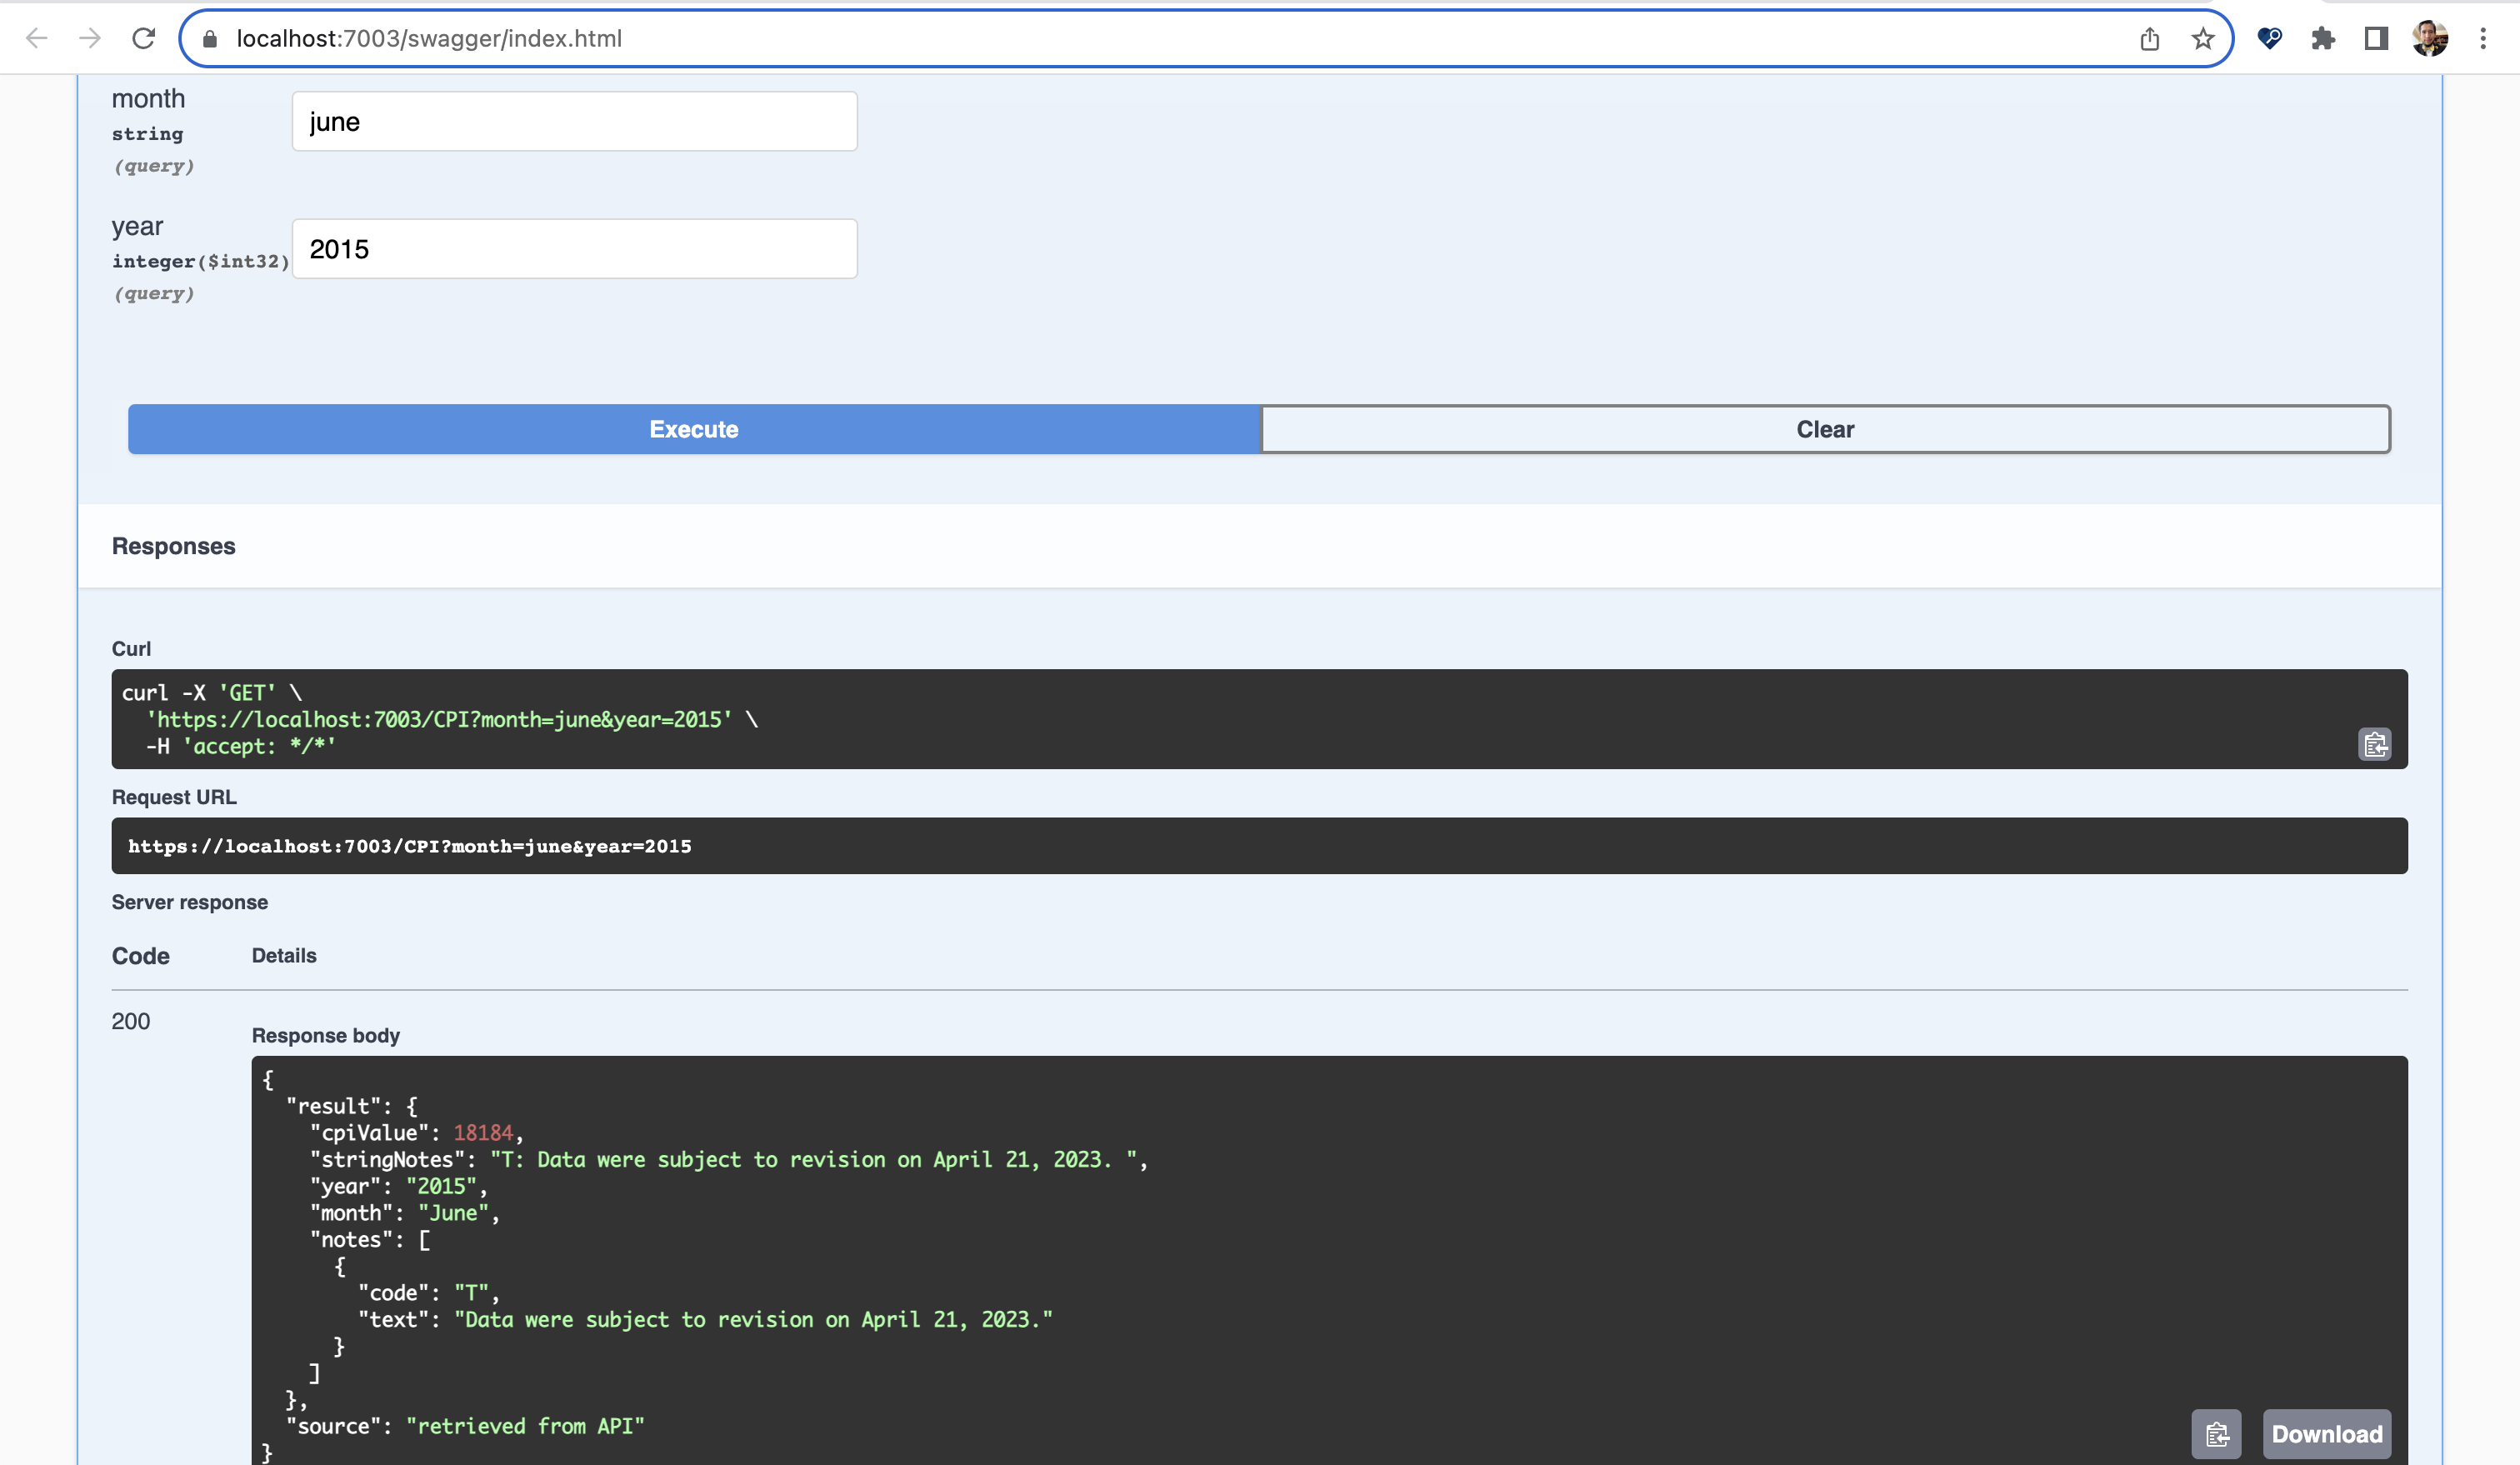 localhost:7003/swagger/index.html
month
string
(query)
june
year
integer($int32)
(query)
2015
Execute
Clear
Responses
Curl
curl -X 'GET' \
  'https://localhost:7003/CPI?month=june&year=2015' \
  -H 'accept: */*'
Request URL
https://localhost:7003/CPI?month=june&year=2015
Server response
Code Details
200
Response body
{
  "result": {
    "cpiValue": 18184,
    "stringNotes": "T: Data were subject to revision on April 21, 2023. ",
    "year": "2015",
    "month": "June",
    "notes": [
      {
        "code": "T",
        "text": "Data were subject to revision on April 21, 2023."
      }
    ]
  },
  "source": "retrieved from API"
}
Download